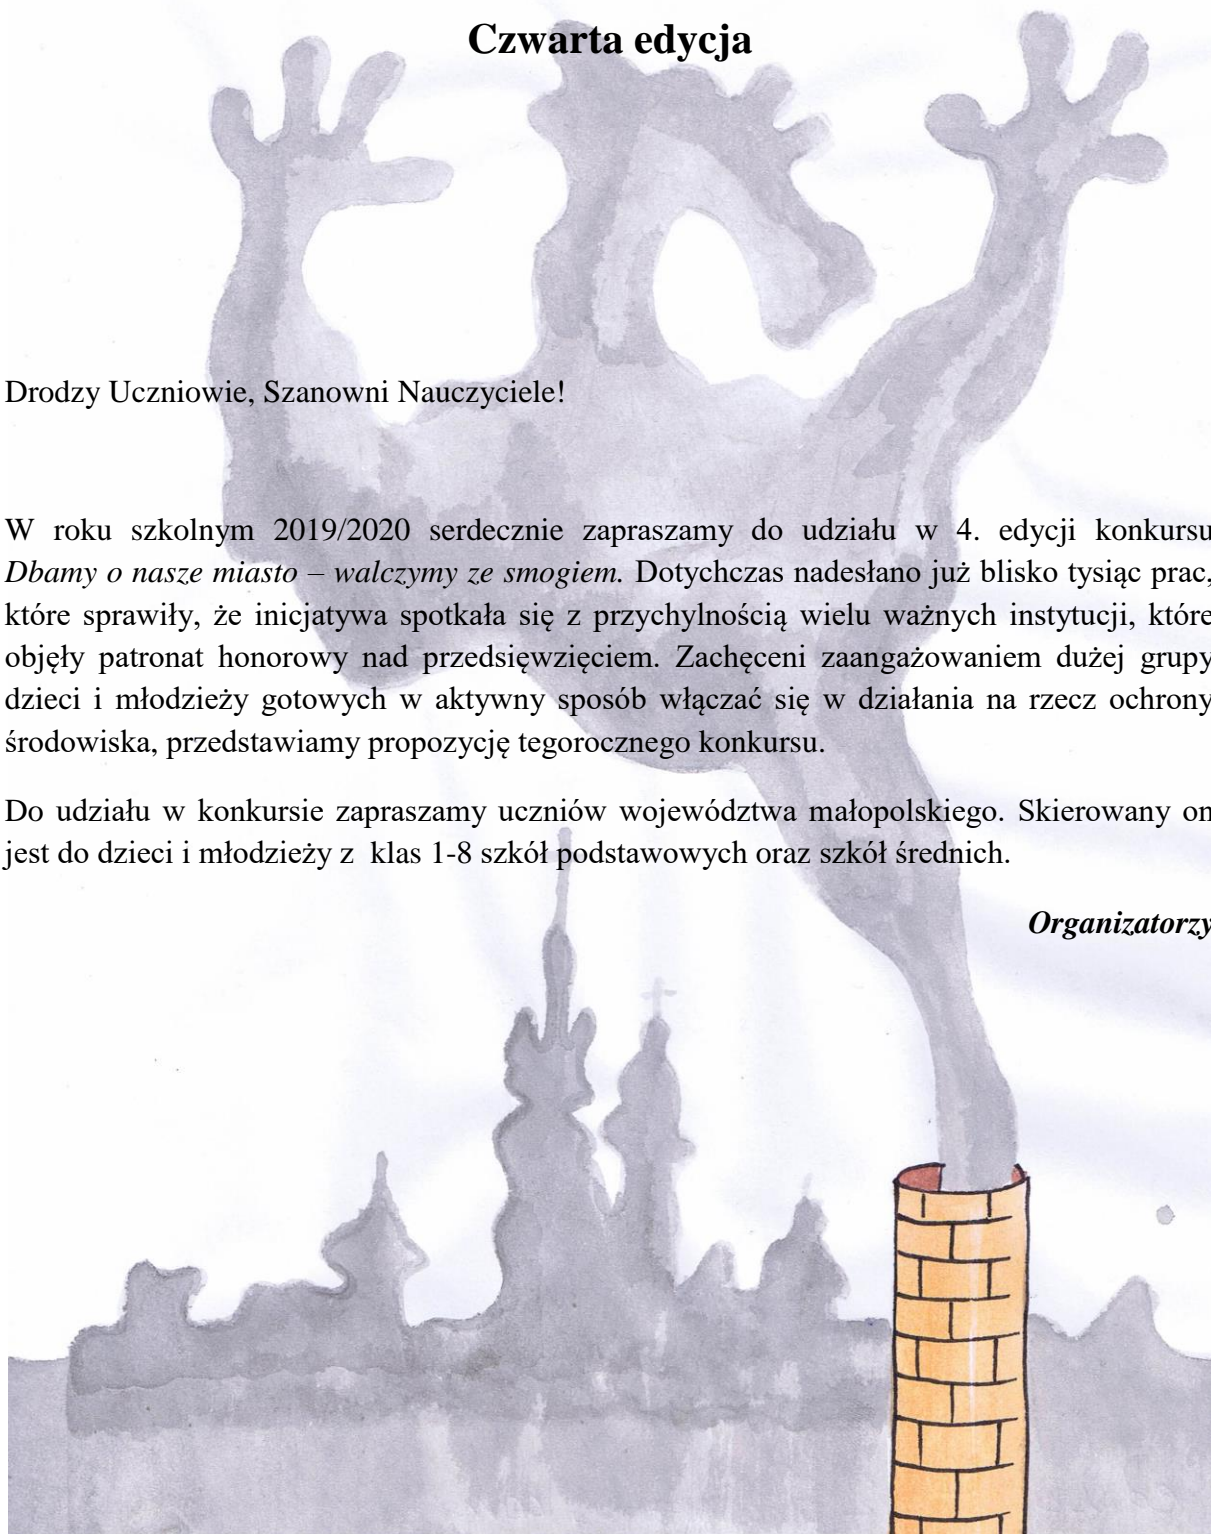 Czwarta edycja
Drodzy Uczniowie, Szanowni Nauczyciele!
W roku szkolnym 2019/2020 serdecznie zapraszamy do udziału w 4. edycji konkursu
Dbamy o nasze miasto – walczymy ze smogiem. Dotychczas nadesłano już blisko tysiąc prac,
które sprawiły, że inicjatywa spotkała się z przychylnością wielu ważnych instytucji, które
objęły patronat honorowy nad przedsięwzięciem. Zachęceni zaangażowaniem dużej grupy
dzieci i młodzieży gotowych w aktywny sposób włączać się w działania na rzecz ochrony
środowiska, przedstawiamy propozycję tegorocznego konkursu.
Do udziału w konkursie zapraszamy uczniów województwa małopolskiego. Skierowany on
jest do dzieci i młodzieży z klas 1-8 szkół podstawowych oraz szkół średnich.
Organizatorzy